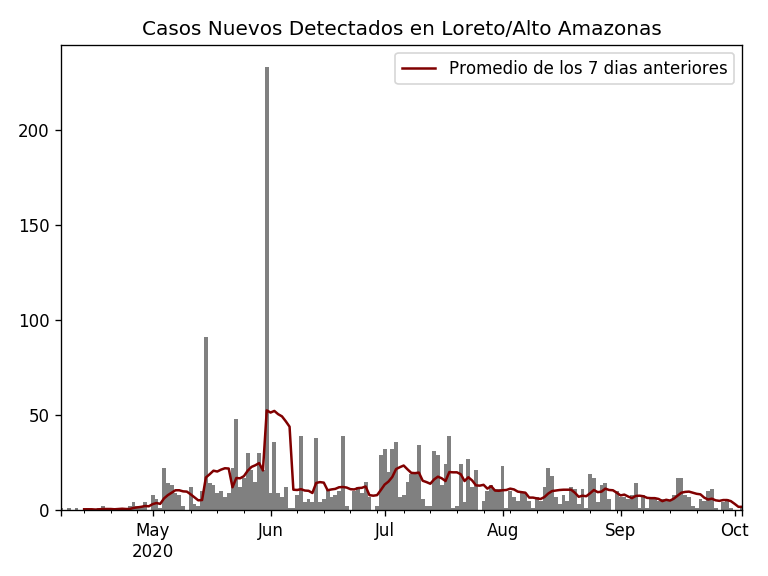 Casos Nuevos Detectados en Loreto/Alto Amazonas
Promedio de los 7 dias anteriores
200
150
100
50
0
May Jun Jul Aug Sep Oct
2020